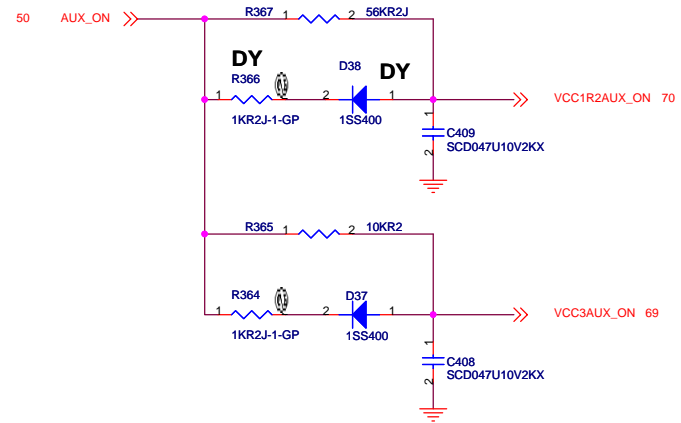 R367 1 2 56KR2J
50 AUX_ON
DY
R366
D38
DY
1 2 1
VCC1R2AUX_ON 70
1KR2J-1-GP
1SS400
1
C409
SCD047U10V2KX
2
R365 1 2 10KR2
R364
D37
1 2 1
VCC3AUX_ON 69
1KR2J-1-GP
1SS400
1
C408
SCD047U10V2KX
2